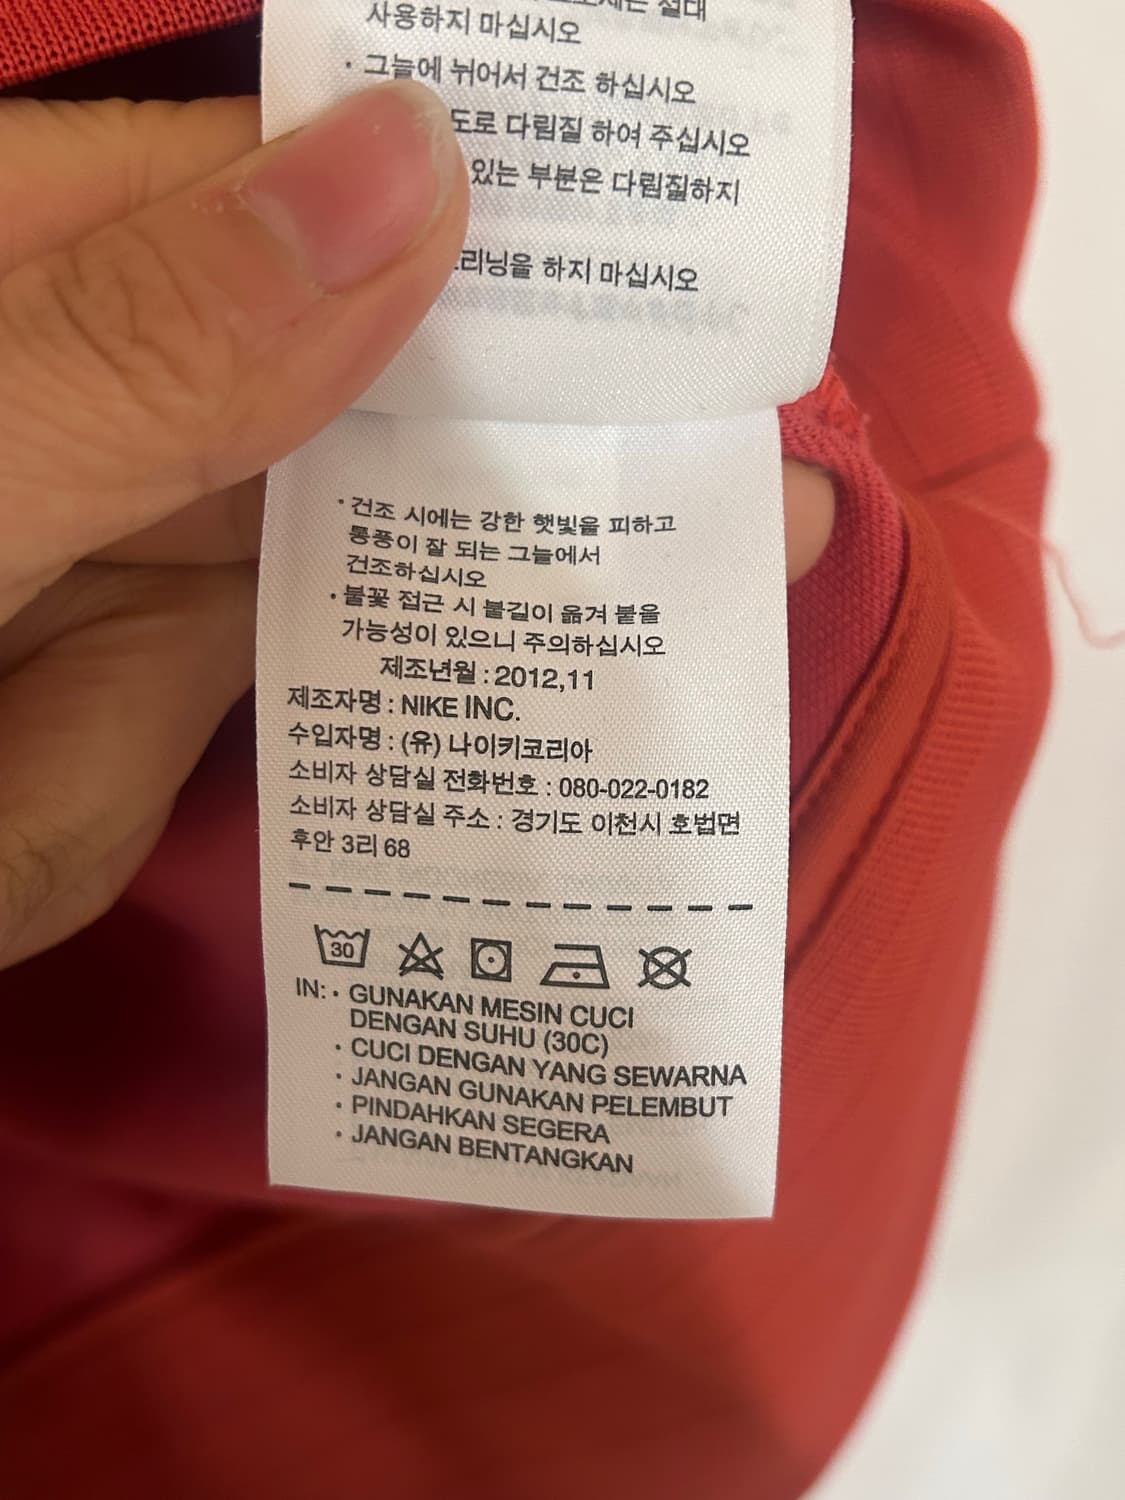 절대
사용하지 마십시오
· 그늘에 뉘어서 건조 하십시오
도로 다림질 하여 주십시오
있는 부분은 다림질하지
리닝을 하지 마십시오
· 건조 시에는 강한 햇빛을 피하고
통풍이 잘 되는 그늘에서
건조하십시오
· 불꽃 접근 시 불길이 옮겨 붙을
가능성이 있으니 주의하십시오
제조년월 : 2012,11
제조자명 : NIKE INC.
수입자명 : (유) 나이키코리아
소비자 상담실 전화번호 : 080-022-0182
소비자 상담실 주소 : 경기도 이천시 호법면
후안 3리 68
30
IN: · GUNAKAN MESIN CUCI
DENGAN SUHU (30C)
· CUCI DENGAN YANG SEWARNA
· JANGAN GUNAKAN PELEMBUT
· PINDAHKAN SEGERA
· JANGAN BENTANGKAN